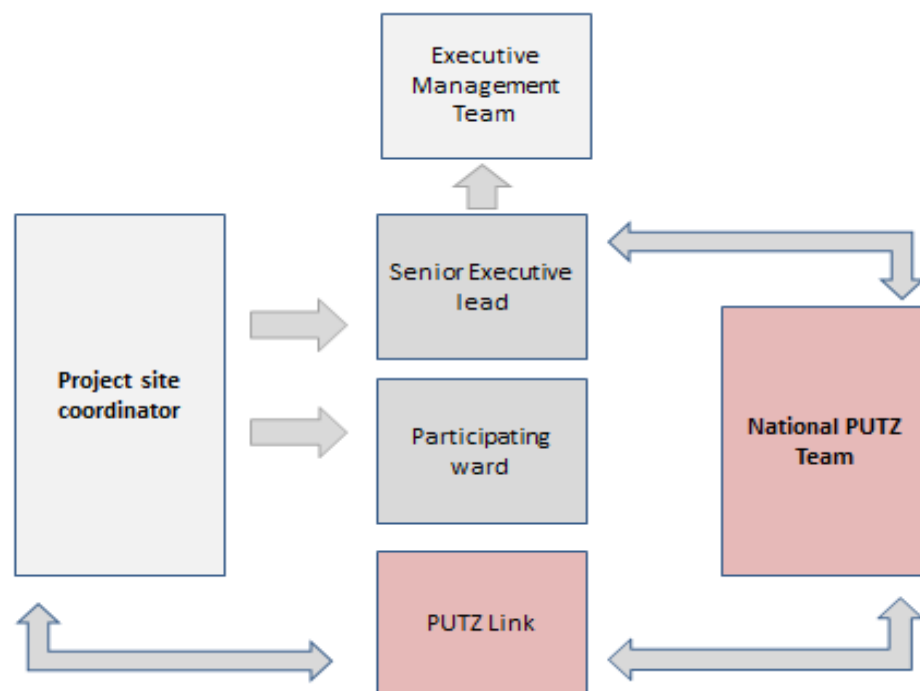 Executive
Management
Team
Senior Executive
lead
Project site
coordinator
Participating
ward
National PUTZ
Team
PUTZ Link